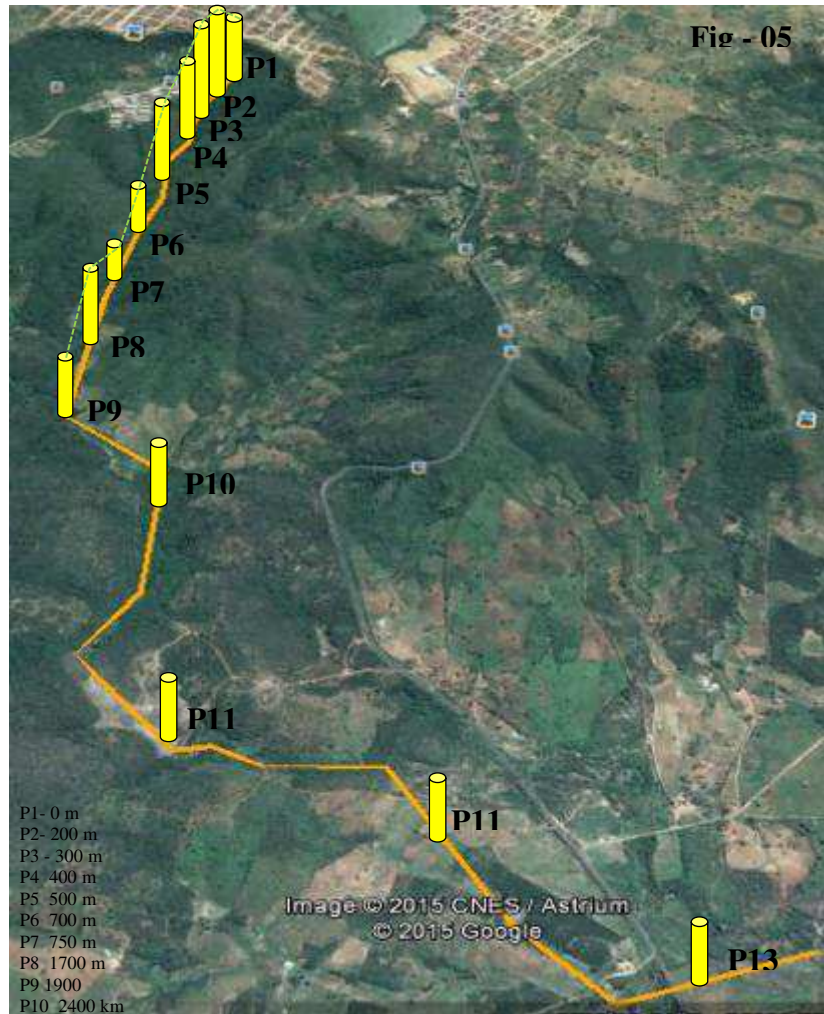 Fig - 05
P1
P2
P3
P4
P5
P6
P7
P8
P9
P10
P11
P11
P13
P1- 0 m
P2- 200 m
P3 - 300 m
P4 400 m
P5 500 m
P6 700 m
P7 750 m
P8 1700 m
P9 1900
P10 2400 km
Image © 2015 CNES / Astrium
© 2015 Google